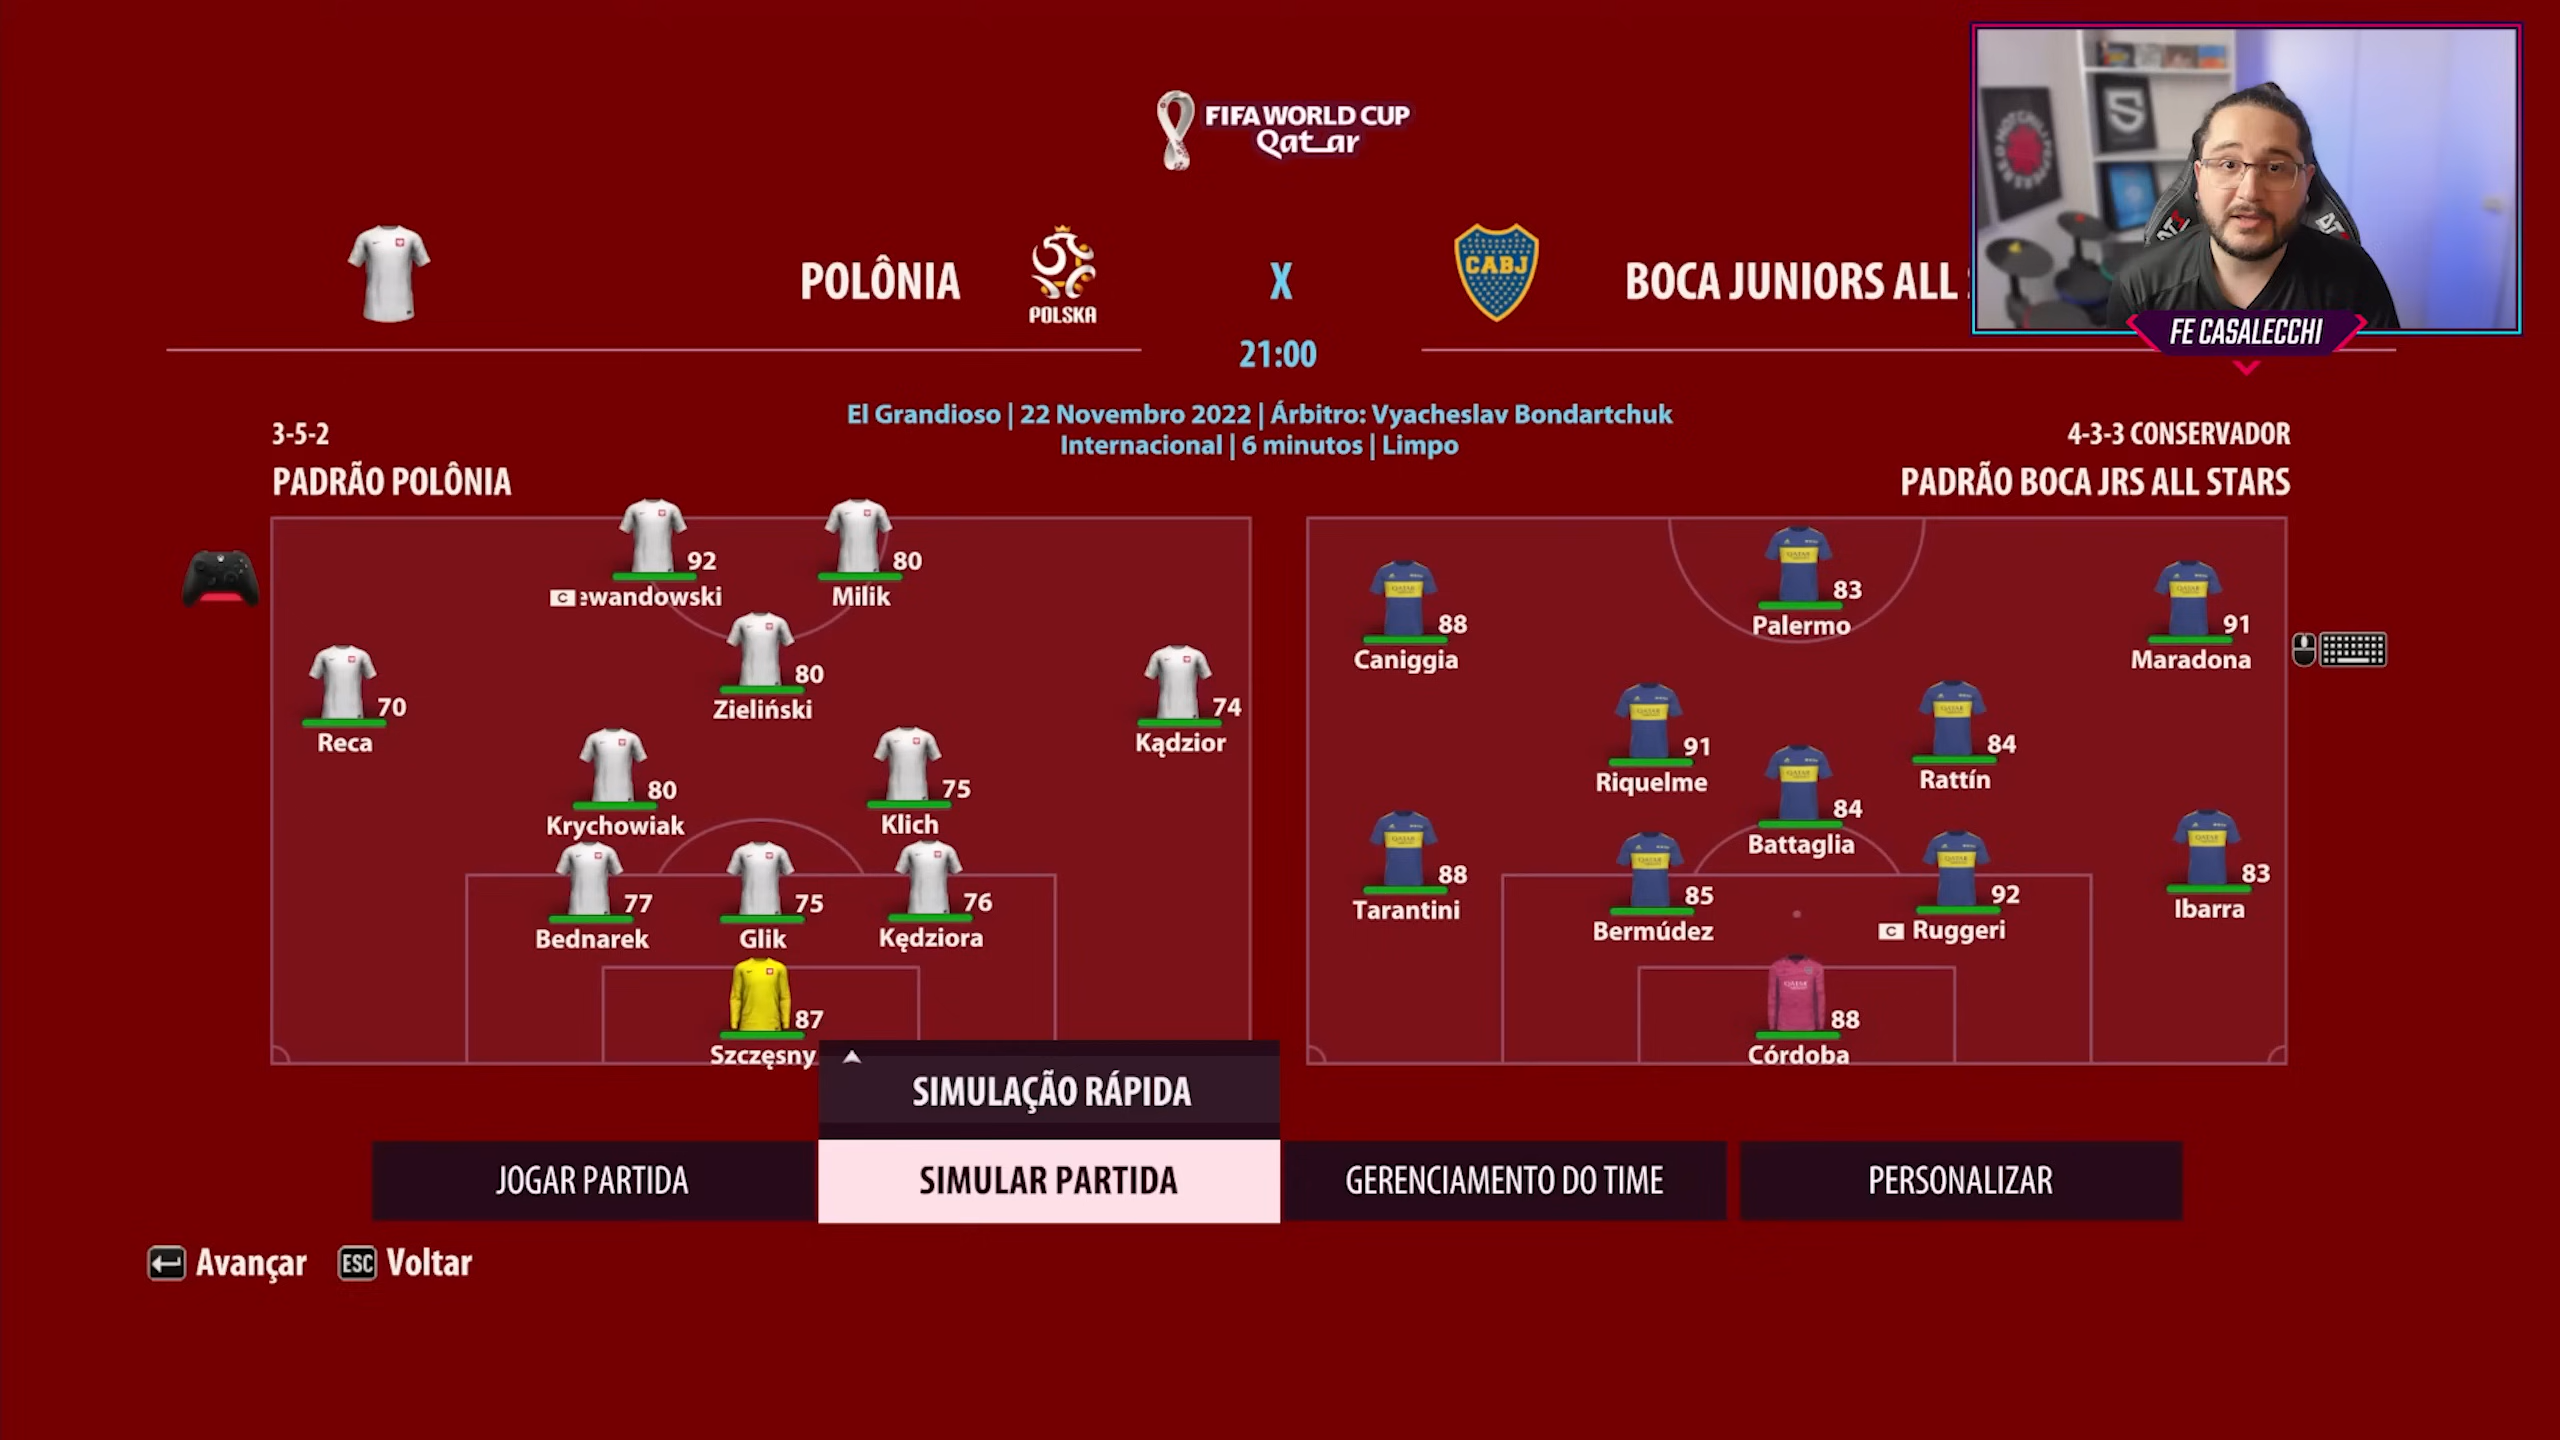 FIFA WORLD CUP
Qatar
POLÔNIA
POLSKA
X
CABJ
BOCA JUNIORS ALL
FE CASALECCHI
21:00
El Grandioso | 22 Novembro 2022 | Árbitro: Vyacheslav Bondartchuk
Internacional | 6 minutos | Limpo
3-5-2
PADRÃO POLÔNIA
4-3-3 CONSERVADOR
PADRÃO BOCA JRS ALL STARS
92
C ewandowski
80
Milik
80
Zieliński
70
Reca
74
Kądzior
80
Krychowiak
75
Klich
77
Bednarek
75
Glik
76
Kędziora
87
Szczęsny
88
Caniggia
83
Palermo
91
Maradona
91
Riquelme
84
Rattín
84
Battaglia
88
Tarantini
85
Bermúdez
92
C Ruggeri
83
Ibarra
88
Córdoba
SIMULAÇÃO RÁPIDA
JOGAR PARTIDA
SIMULAR PARTIDA
GERENCIAMENTO DO TIME
PERSONALIZAR
Avançar
ESC Voltar